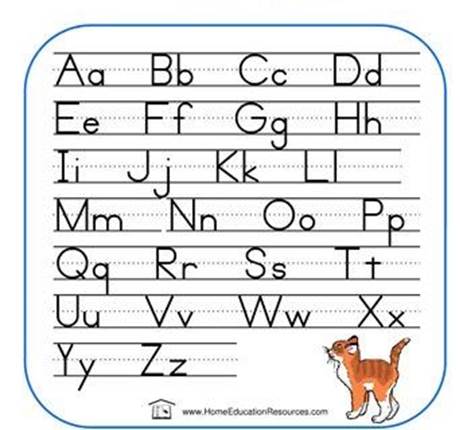 Aa Bb Cc Dd
Ee Ff Gg Hh
Ii Jj Kk Ll
Mm Nn Oo Pp
Qq Rr Ss Tt
Uu Vv Ww Xx
Yy Zz
www.HomeEducationResources.com